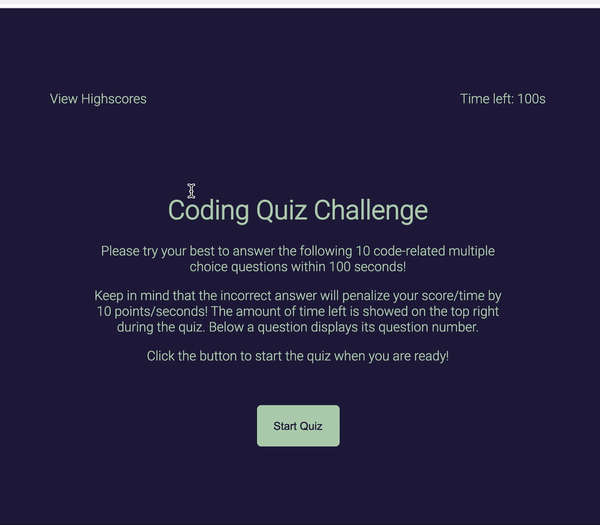 View Highscores
Time left: 100s
Coding Quiz Challenge
Please try your best to answer the following 10 code-related multiple
choice questions within 100 seconds!
Keep in mind that the incorrect answer will penalize your score/time by
10 points/seconds! The amount of time left is showed on the top right
during the quiz. Below a question displays its question number.
Click the button to start the quiz when you are ready!
Start Quiz